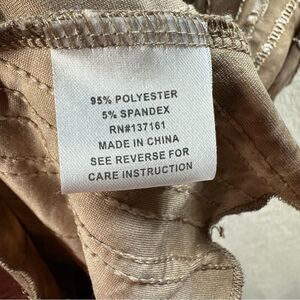 95% POLYESTER
5% SPANDEX
RN#137161
MADE IN CHINA
SEE REVERSE FOR
CARE INSTRUCTION